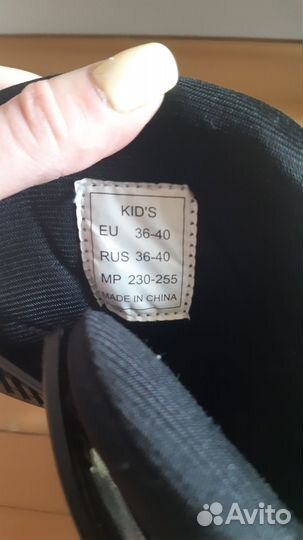 KID'S
EU 36-40
RUS 36-40
MP 230-255
MADE IN CHINA
Avito